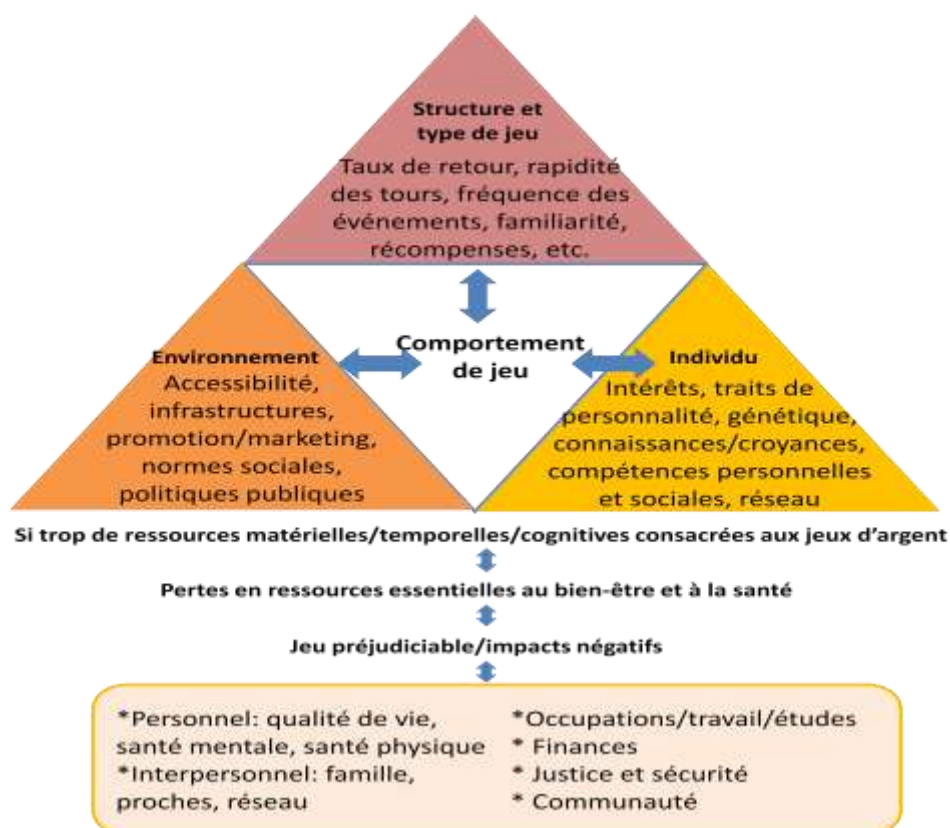 Structure et
type de jeu
Taux de retour, rapidité
des tours, fréquence des
événements, familiarité,
récompenses, etc.
Comportement
de jeu
Environnement
Accessibilité,
infrastructures,
promotion/marketing,
normes sociales,
politiques publiques
Individu
Intérêts, traits de
personnalité, génétique,
connaissances/croyances,
compétences personnelles
et sociales, réseau
Si trop de ressources matérielles/temporelles/cognitives consacrées aux jeux d’argent
Pertes en ressources essentielles au bien-être et à la santé
Jeu préjudiciable/impacts négatifs
*Personnel: qualité de vie,
santé mentale, santé physique
*Interpersonnel: famille,
proches, réseau
*Occupations/travail/études
* Finances
* Justice et sécurité
* Communauté